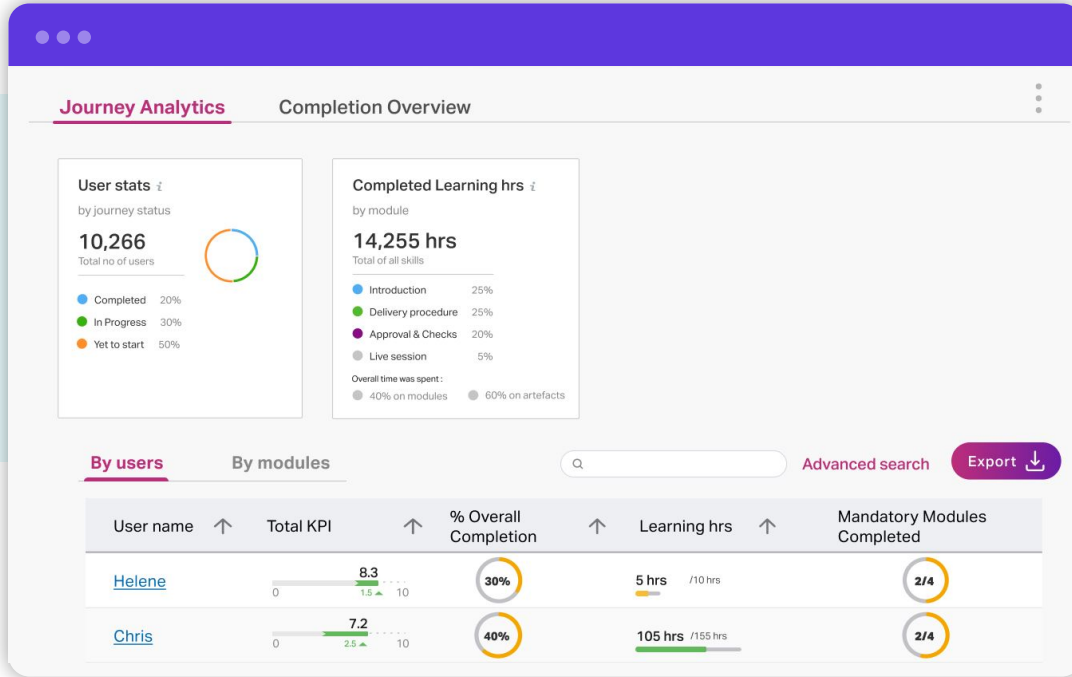 Journey Analytics
Completion Overview
User stats i
by journey status
10,266
Total no of users
Completed 20%
In Progress 30%
Yet to start 50%
Completed Learning hrs i
by module
14,255 hrs
Total of all skills
Introduction 25%
Delivery procedure 25%
Approval & Checks 20%
Live session 5%
Overall time was spent :
40% on modules 60% on artefacts
By users
By modules
Advanced search
Export
User name Total KPI % Overall Completion Learning hrs Mandatory Modules Completed
Helene
8.3
0 1.5 10
30%
5 hrs /10 hrs
2/4
Chris
7.2
0 2.5 10
40%
105 hrs /155 hrs
2/4